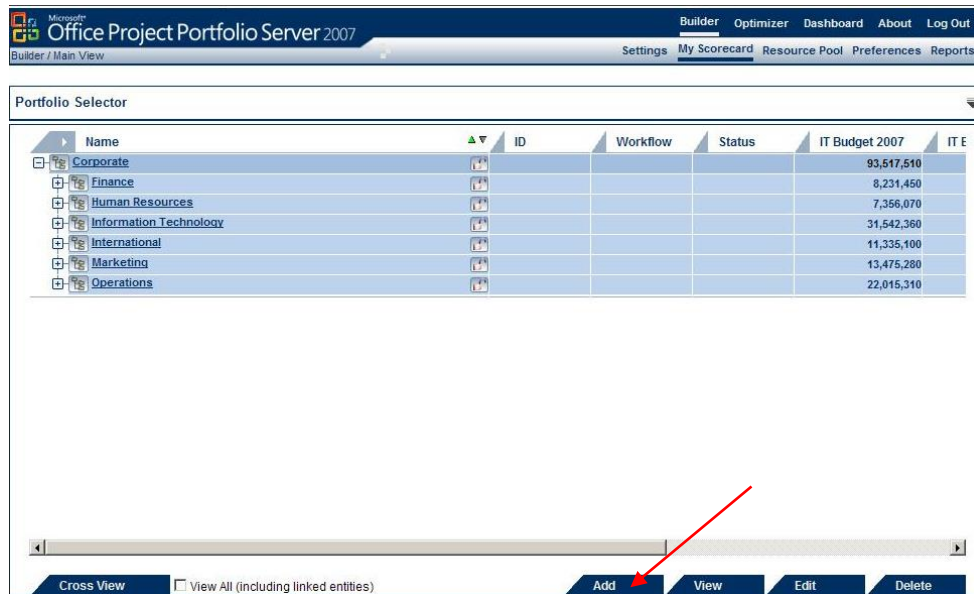 Microsoft
Office Project Portfolio Server 2007
Builder Optimizer Dashboard About Log Out
Builder / Main View
Settings My Scorecard Resource Pool Preferences Reports
Portfolio Selector
Name ID Workflow Status IT Budget 2007 IT
Corporate 93,517,510
Finance 8,231,450
Human Resources 7,356,070
Information Technology 31,542,360
International 11,335,100
Marketing 13,475,280
Operations 22,015,310
Cross View View All (including linked entities) Add View Edit Delete